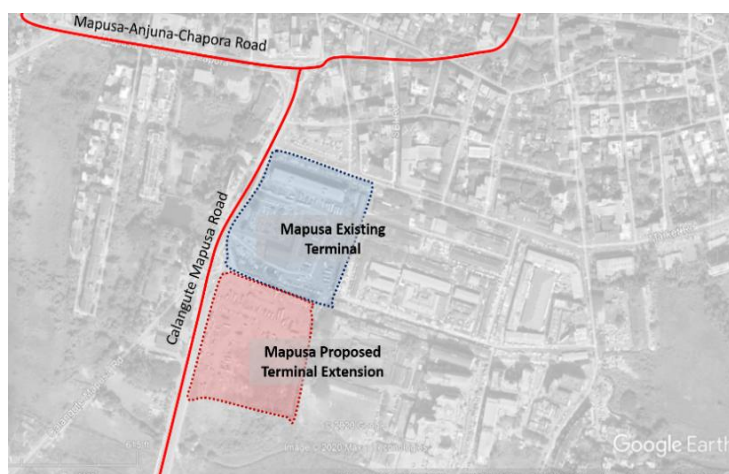 Mapusa-Anjuna-Chapora Road
Calangute Mapusa Road
Mapusa Existing
Terminal
Mapusa Proposed
Terminal Extension
Google Earth